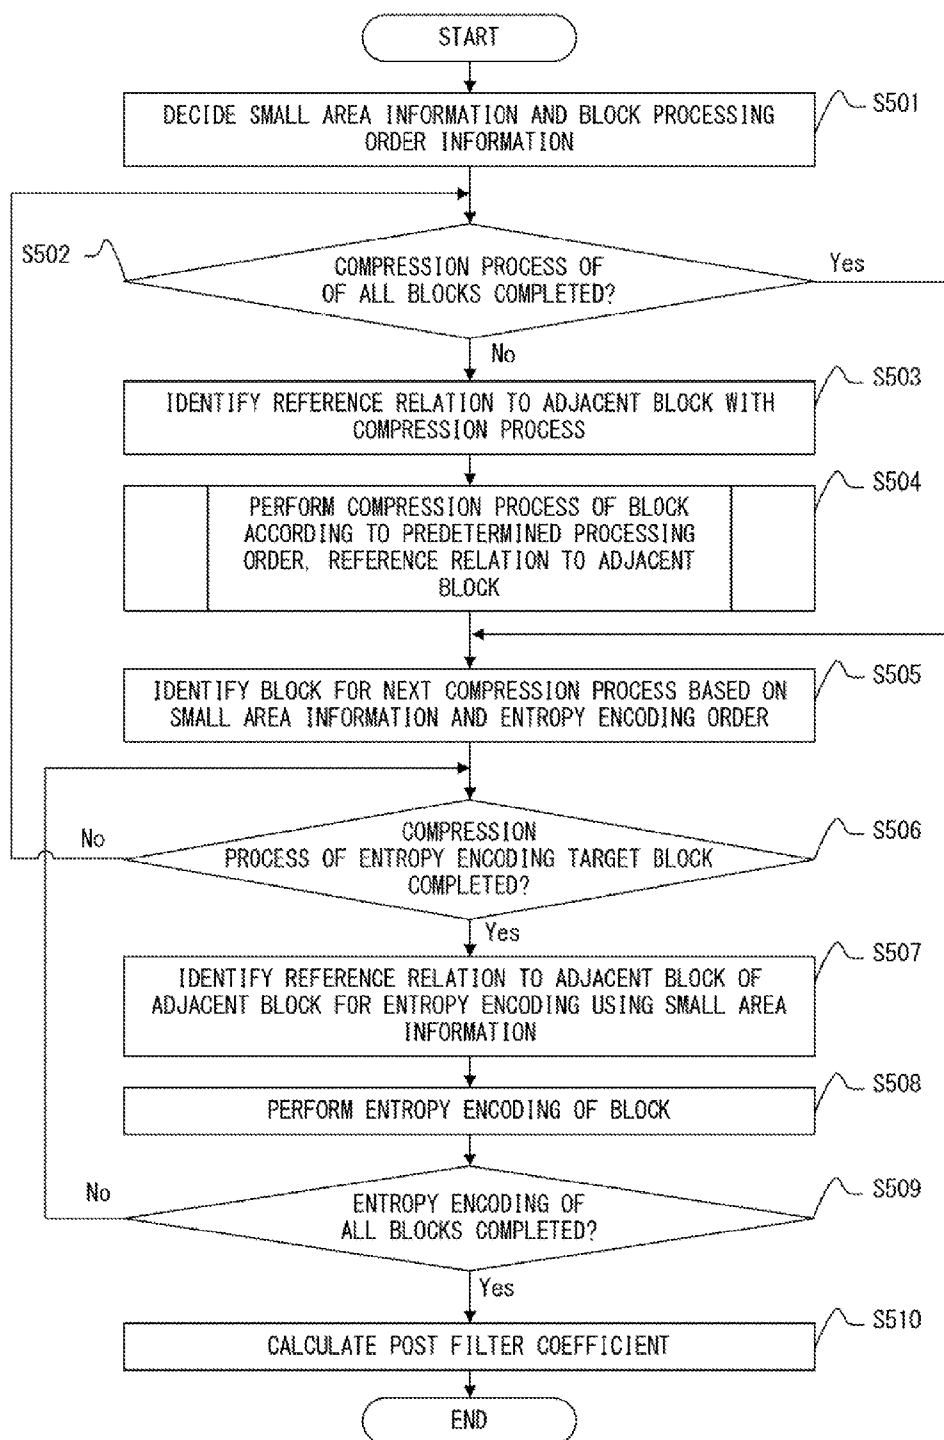 START
DECIDE SMALL AREA INFORMATION AND BLOCK PROCESSING
ORDER INFORMATION
S501
S502
COMPRESSION PROCESS OF
OF ALL BLOCKS COMPLETED?
Yes
No
S503
IDENTIFY REFERENCE RELATION TO ADJACENT BLOCK WITH
COMPRESSION PROCESS
S504
PERFORM COMPRESSION PROCESS OF BLOCK
ACCORDING TO PREDETERMINED PROCESSING
ORDER, REFERENCE RELATION TO ADJACENT
BLOCK
S505
IDENTIFY BLOCK FOR NEXT COMPRESSION PROCESS BASED ON
SMALL AREA INFORMATION AND ENTROPY ENCODING ORDER
No
COMPRESSION
PROCESS OF ENTROPY ENCODING TARGET BLOCK
COMPLETED?
S506
Yes
S507
IDENTIFY REFERENCE RELATION TO ADJACENT BLOCK OF
ADJACENT BLOCK FOR ENTROPY ENCODING USING SMALL AREA
INFORMATION
S508
PERFORM ENTROPY ENCODING OF BLOCK
No
ENTROPY ENCODING OF
ALL BLOCKS COMPLETED?
S509
Yes
S510
CALCULATE POST FILTER COEFFICIENT
END